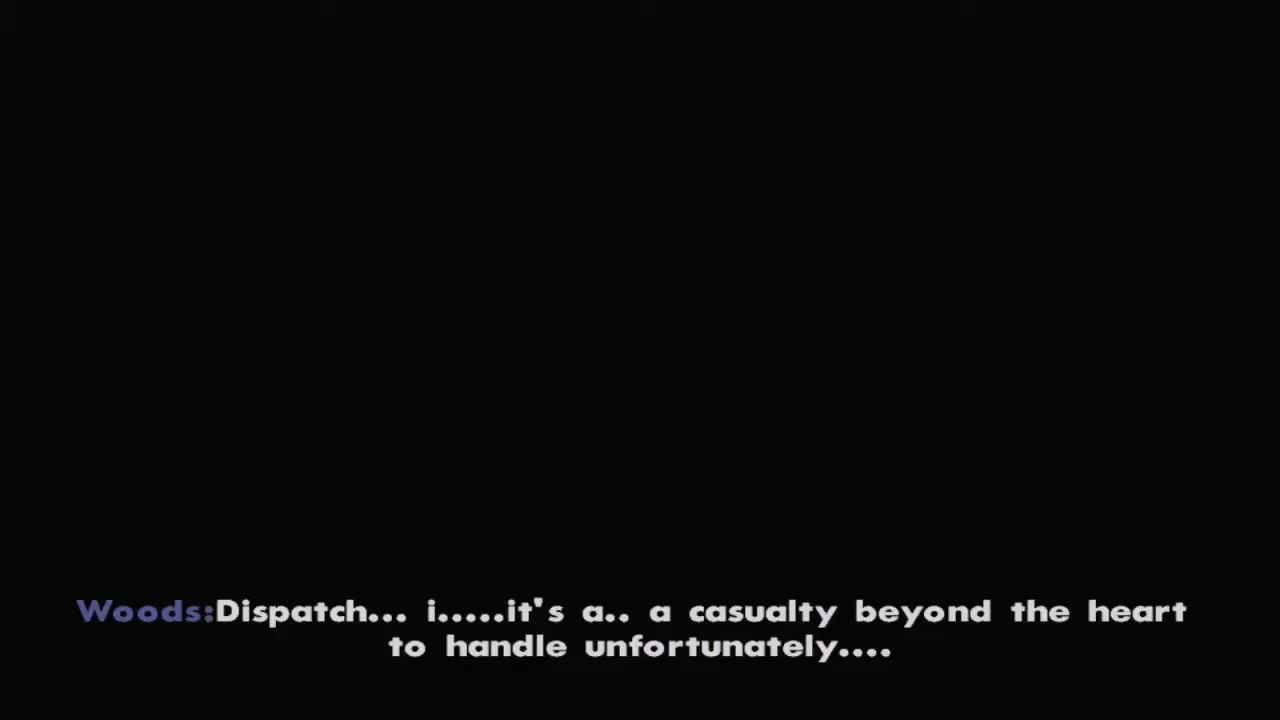 Woods:Dispatch... i.....it's a.. a casualty beyond the heart
to handle unfortunately....